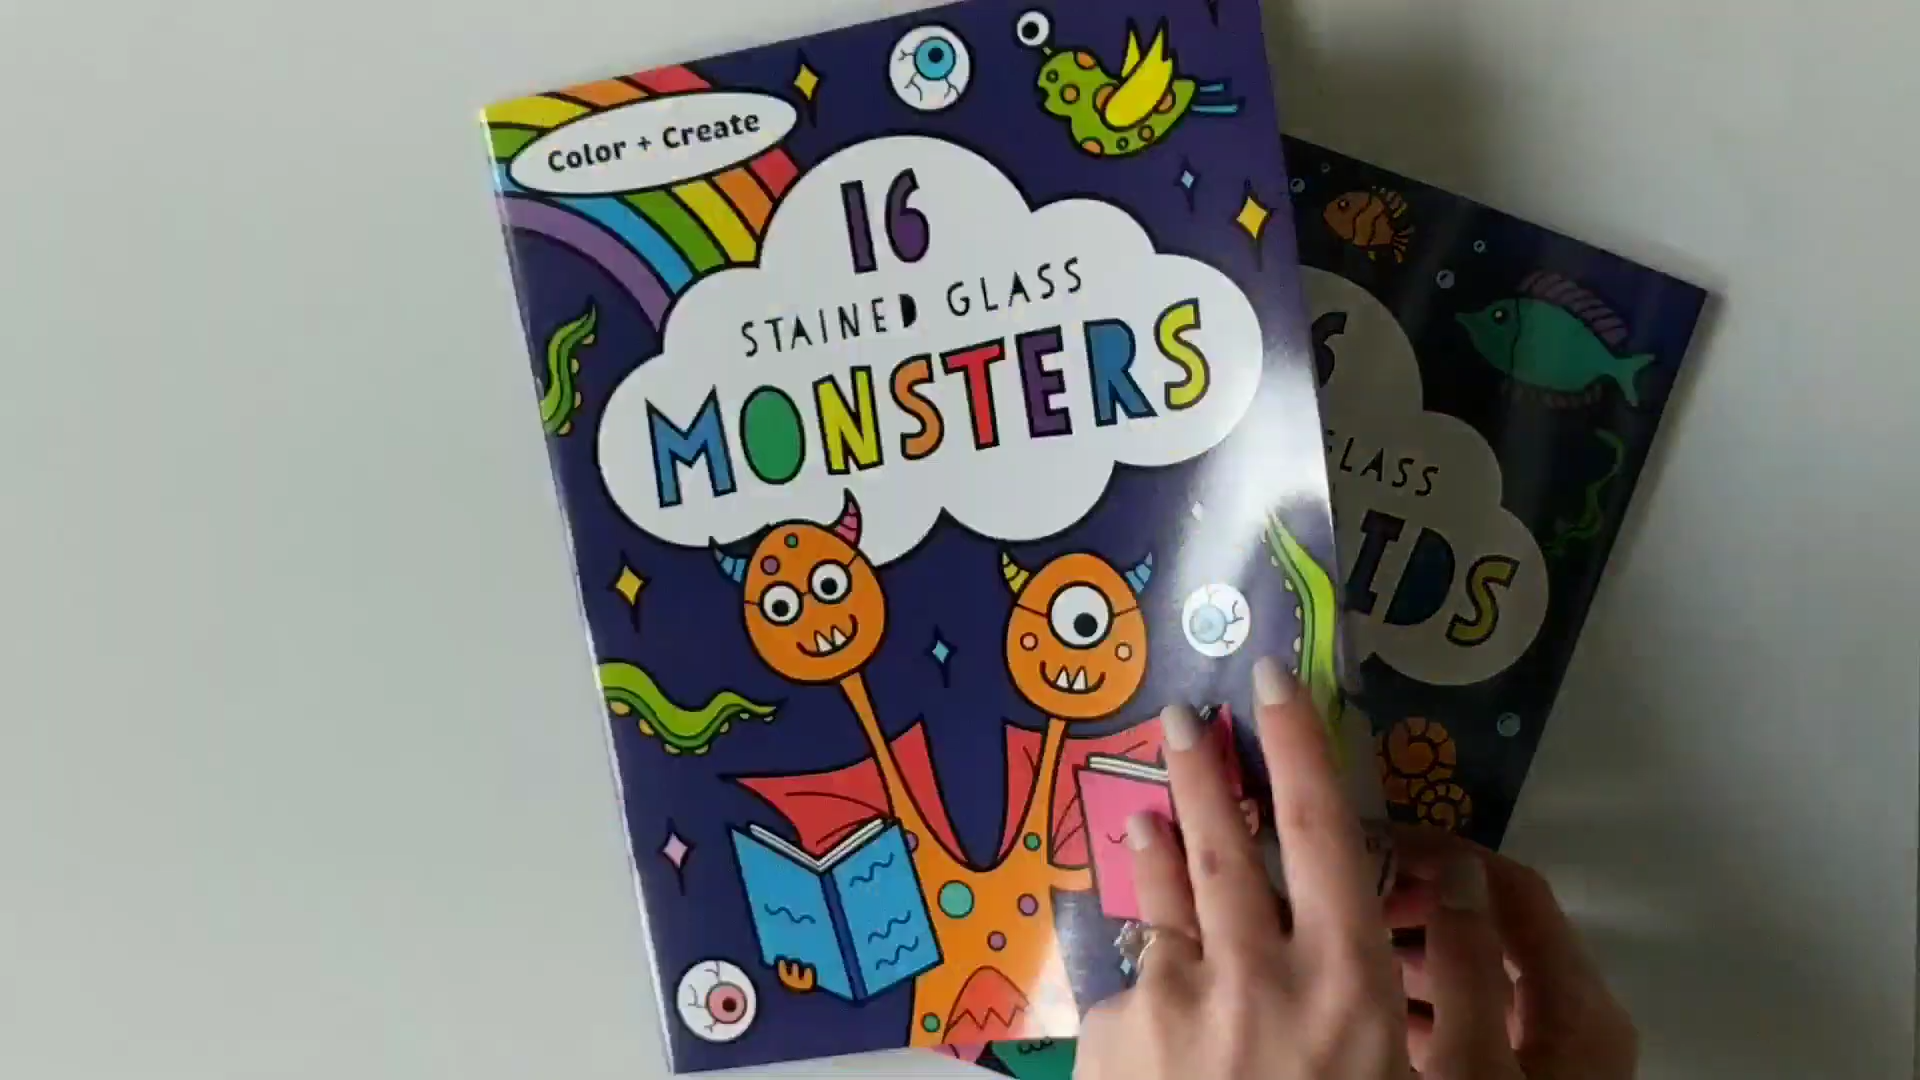 Color + Create
16
STAINED GLASS
MONSTERS
GLASS
IDS